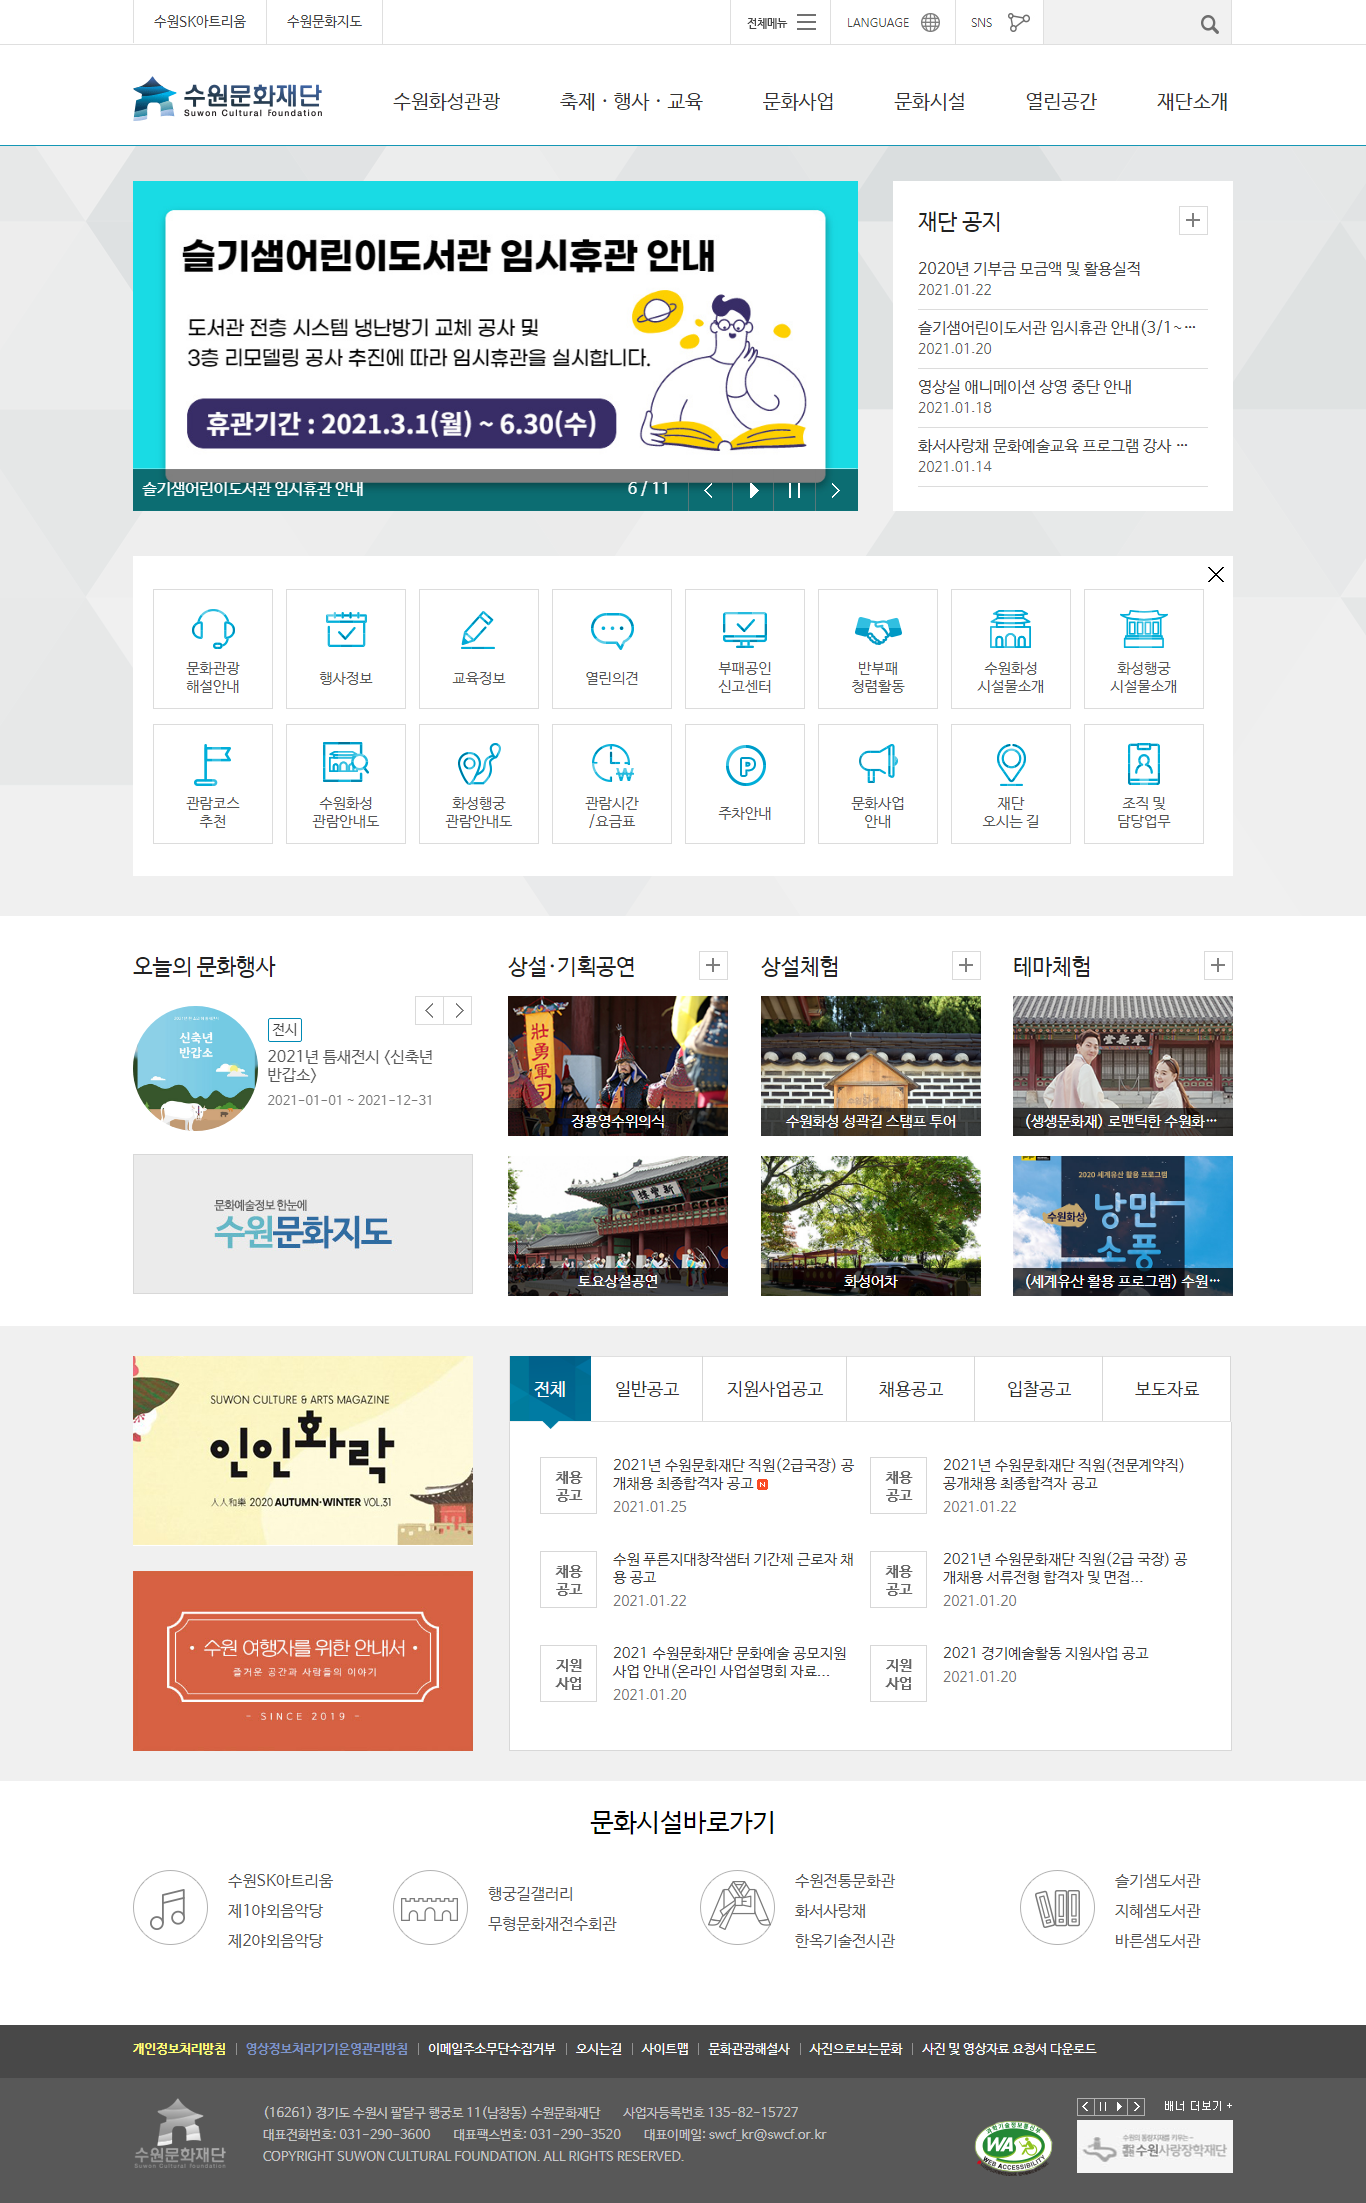 수원SK아트리움
수원문화지도
전체메뉴
LANGUAGE
SNS
수원문화재단
Suwon Cultural Foundation
수원화성관광
축제 · 행사 · 교육
문화사업
문화시설
열린공간
재단소개
슬기샘어린이도서관 임시휴관 안내
도서관 전층 시스템 냉난방기 교체 공사 및
3층 리모델링 공사 추진에 따라 임시휴관을 실시합니다.
휴관기간 : 2021.3.1(월) ~ 6.30(수)
슬기샘어린이도서관 임시휴관 안내
6 / 11
재단 공지
2020년 기부금 모금액 및 활용실적
2021.01.22
슬기샘어린이도서관 임시휴관 안내(3/1~…
2021.01.20
영상실 애니메이션 상영 중단 안내
2021.01.18
화서사랑채 문화예술교육 프로그램 강사 …
2021.01.14
문화관광
해설안내
행사정보
교육정보
열린의견
부패공인
신고센터
반부패
청렴활동
수원화성
시설물소개
화성행궁
시설물소개
관람코스
추천
수원화성
관람안내도
화성행궁
관람안내도
관람시간
/요금표
주차안내
문화사업
안내
재단
오시는 길
조직 및
담당업무
오늘의 문화행사
신축년
반갑소
전시
2021년 틈새전시 <신축년
반갑소>
2021-01-01 ~ 2021-12-31
문화예술정보 한눈에
수원문화지도
상설·기획공연
壯勇軍司
장용영수위의식
토요상설공연
상설체험
수원화성 성곽길 스탬프 투어
화성어차
테마체험
(생생문화재) 로맨틱한 수원화…
2020 세계유산 활용 프로그램
수원화성
낭만
소풍
(세계유산 활용 프로그램) 수원…
SUWON CULTURE & ARTS MAGAZINE
인인화락
人人和樂 2020 AUTUMN·WINTER VOL.31
· 수원 여행자를 위한 안내서 ·
즐거운 공간과 사람들의 이야기
- SINCE 2019 -
전체
일반공고
지원사업공고
채용공고
입찰공고
보도자료
채용
공고
2021년 수원문화재단 직원(2급국장) 공
개채용 최종합격자 공고 N
2021.01.25
채용
공고
2021년 수원문화재단 직원(전문계약직)
공개채용 최종합격자 공고
2021.01.22
채용
공고
수원 푸른지대창작샘터 기간제 근로자 채
용 공고
2021.01.22
채용
공고
2021년 수원문화재단 직원(2급 국장) 공
개채용 서류전형 합격자 및 면접...
2021.01.20
지원
사업
2021 수원문화재단 문화예술 공모지원
사업 안내(온라인 사업설명회 자료...
2021.01.20
지원
사업
2021 경기예술활동 지원사업 공고
2021.01.20
문화시설바로가기
수원SK아트리움
제1야외음악당
제2야외음악당
행궁길갤러리
무형문화재전수회관
수원전통문화관
화서사랑채
한옥기술전시관
슬기샘도서관
지혜샘도서관
바른샘도서관
개인정보처리방침
영상정보처리기기운영관리방침
이메일주소무단수집거부
오시는길
사이트맵
문화관광해설사
사진으로보는문화
사진 및 영상자료 요청서 다운로드
수원문화재단
Suwon Cultural Foundation
(16261) 경기도 수원시 팔달구 행궁로 11(남창동) 수원문화재단 사업자등록번호 135-82-15727
대표전화번호: 031-290-3600 대표팩스번호: 031-290-3520 대표이메일: swcf_kr@swcf.or.kr
COPYRIGHT SUWON CULTURAL FOUNDATION. ALL RIGHTS RESERVED.
WA
WEB ACCESSIBILITY
배너 더보기 +
수원사랑장학재단